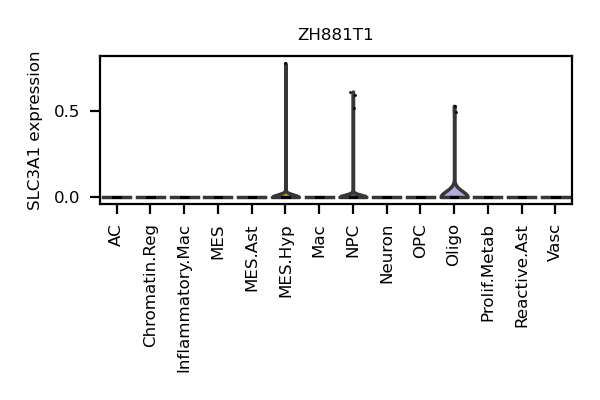 ZH881T1
SLC3A1 expression
0.5
0.0
AC
Chromatin.Reg
Inflammatory.Mac
MES
MES.Ast
MES.Hyp
Mac
NPC
Neuron
OPC
Oligo
Prolif.Metab
Reactive.Ast
Vasc